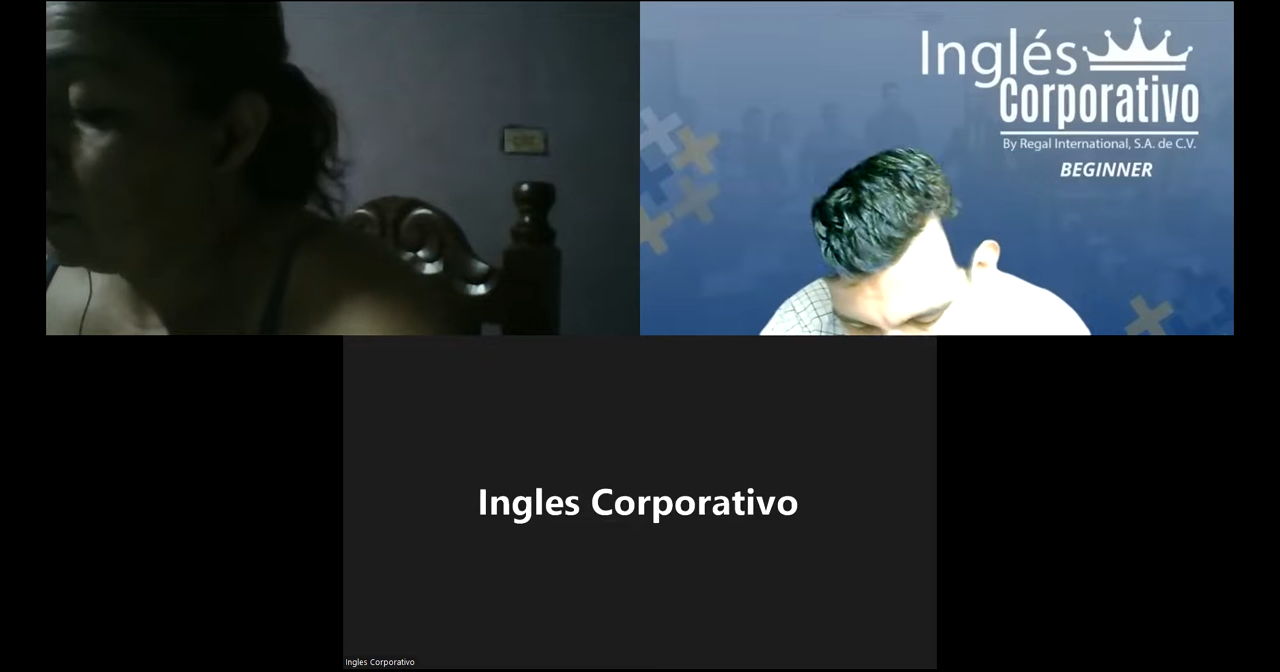 Inglés
Corporativo
By Regal International, S.A. de C.V.
BEGINNER
Ingles Corporativo
Ingles Corporativo